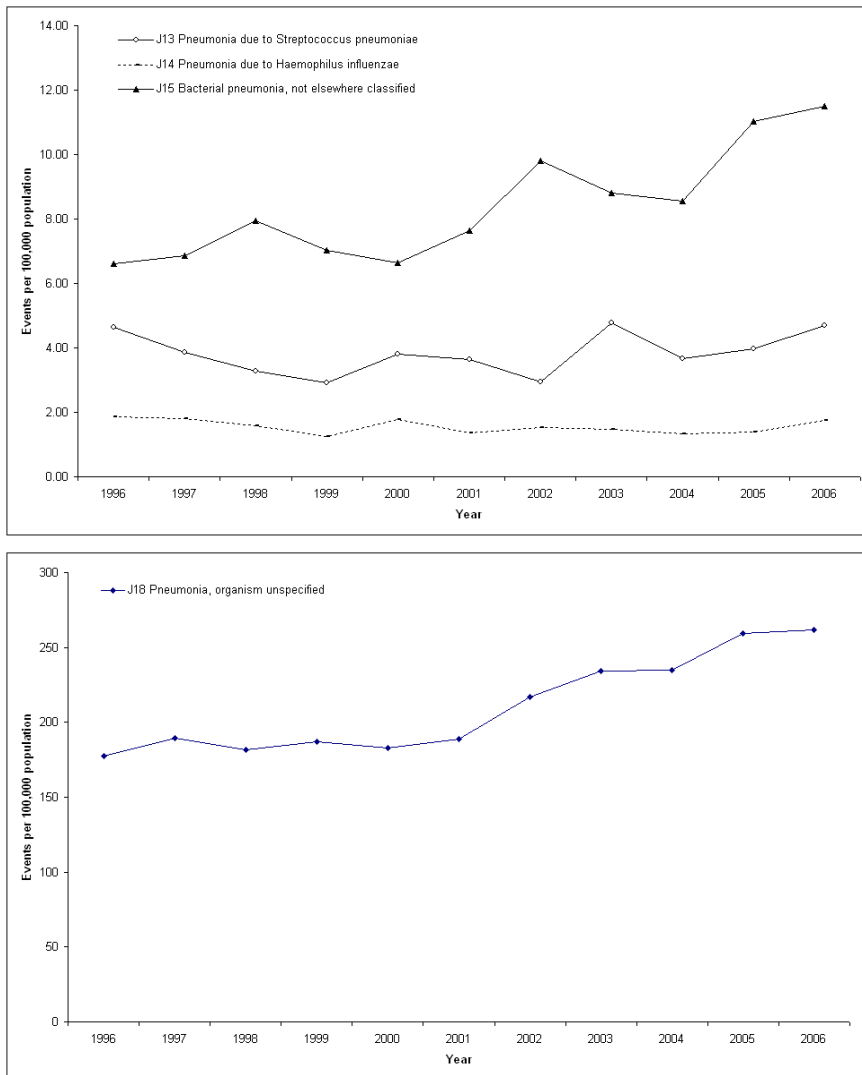 14.00
12.00
10.00
8.00
6.00
4.00
2.00
0.00
Events per 100,000 population
J13 Pneumonia due to Streptococcus pneumoniae
J14 Pneumonia due to Haemophilus influenzae
J15 Bacterial pneumonia, not elsewhere classified
1996 1997 1998 1999 2000 2001 2002 2003 2004 2005 2006
Year
300
250
200
150
100
50
0
Events per 100,000 population
J18 Pneumonia, organism unspecified
1996 1997 1998 1999 2000 2001 2002 2003 2004 2005 2006
Year